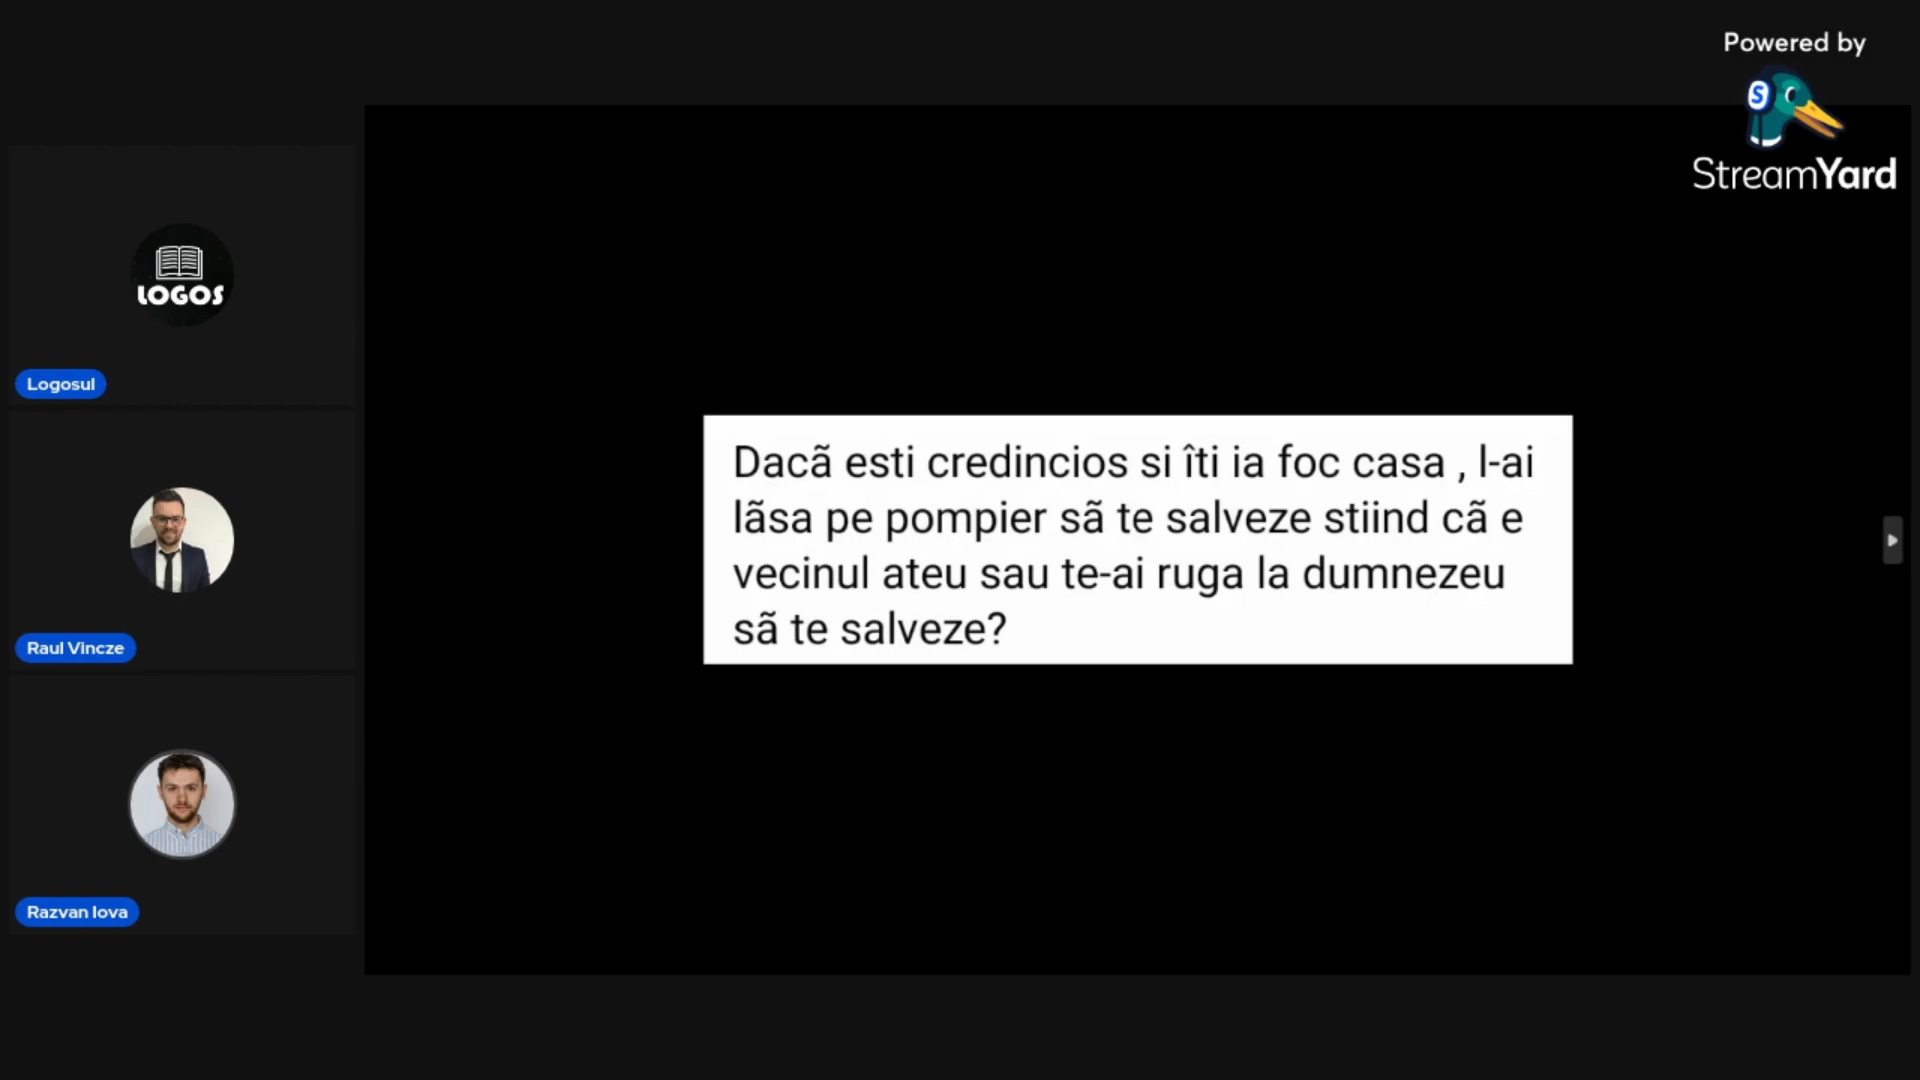 Powered by
StreamYard
LOGOS
Logosul
Raul Vincze
Razvan Iova
Dacã esti credincios si îti ia foc casa , l-ai
lãsa pe pompier sã te salveze stiind cã e
vecinul ateu sau te-ai ruga la dumnezeu
sã te salveze?